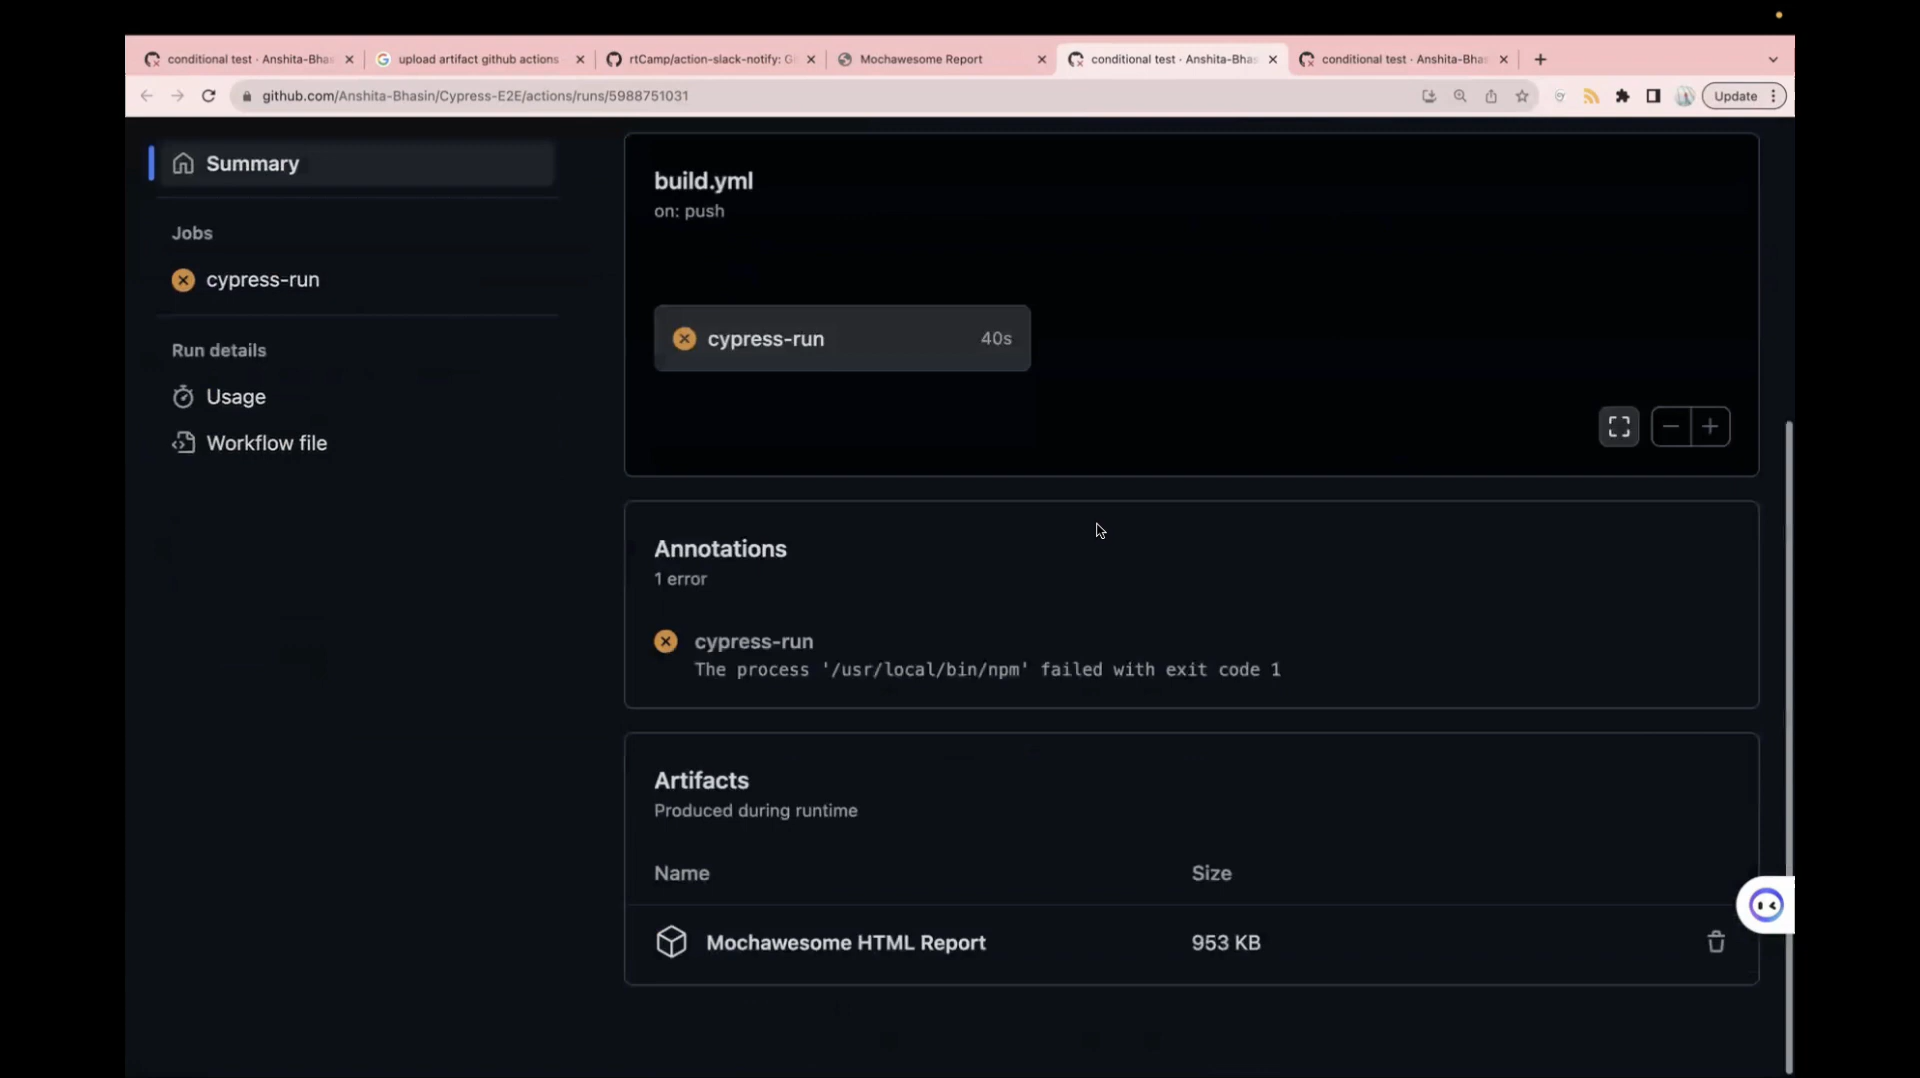 conditional test · Anshita-Bhas
upload artifact github actions
rtCamp/action-slack-notify: G
Mochawesome Report
conditional test · Anshita-Bhas
conditional test · Anshita-Bhas
github.com/Anshita-Bhasin/Cypress-E2E/actions/runs/5988751031
Update
Summary
Jobs
cypress-run
Run details
Usage
Workflow file
build.yml
on: push
cypress-run
40s
Annotations
1 error
cypress-run
The process '/usr/local/bin/npm' failed with exit code 1
Artifacts
Produced during runtime
Name
Size
Mochawesome HTML Report
953 KB